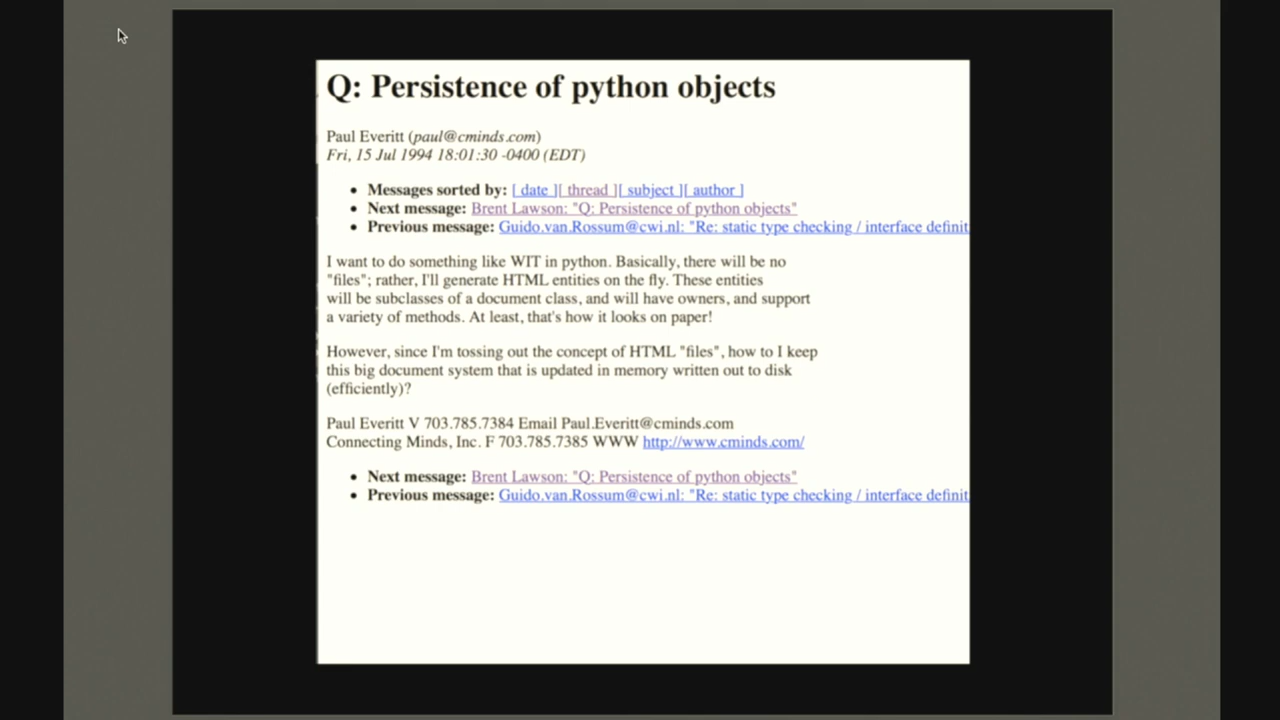 Q: Persistence of python objects
Paul Everitt (paul@cminds.com)
Fri, 15 Jul 1994 18:01:30 -0400 (EDT)
• Messages sorted by: [ date ][ thread ][ subject ][ author ]
• Next message: Brent Lawson: "Q: Persistence of python objects"
• Previous message: Guido.van.Rossum@cwi.nl: "Re: static type checking / interface definit
I want to do something like WIT in python. Basically, there will be no
"files"; rather, I'll generate HTML entities on the fly. These entities
will be subclasses of a document class, and will have owners, and support
a variety of methods. At least, that's how it looks on paper!
However, since I'm tossing out the concept of HTML "files", how to I keep
this big document system that is updated in memory written out to disk
(efficiently)?
Paul Everitt V 703.785.7384 Email Paul.Everitt@cminds.com
Connecting Minds, Inc. F 703.785.7385 WWW http://www.cminds.com/
• Next message: Brent Lawson: "Q: Persistence of python objects"
• Previous message: Guido.van.Rossum@cwi.nl: "Re: static type checking / interface definit